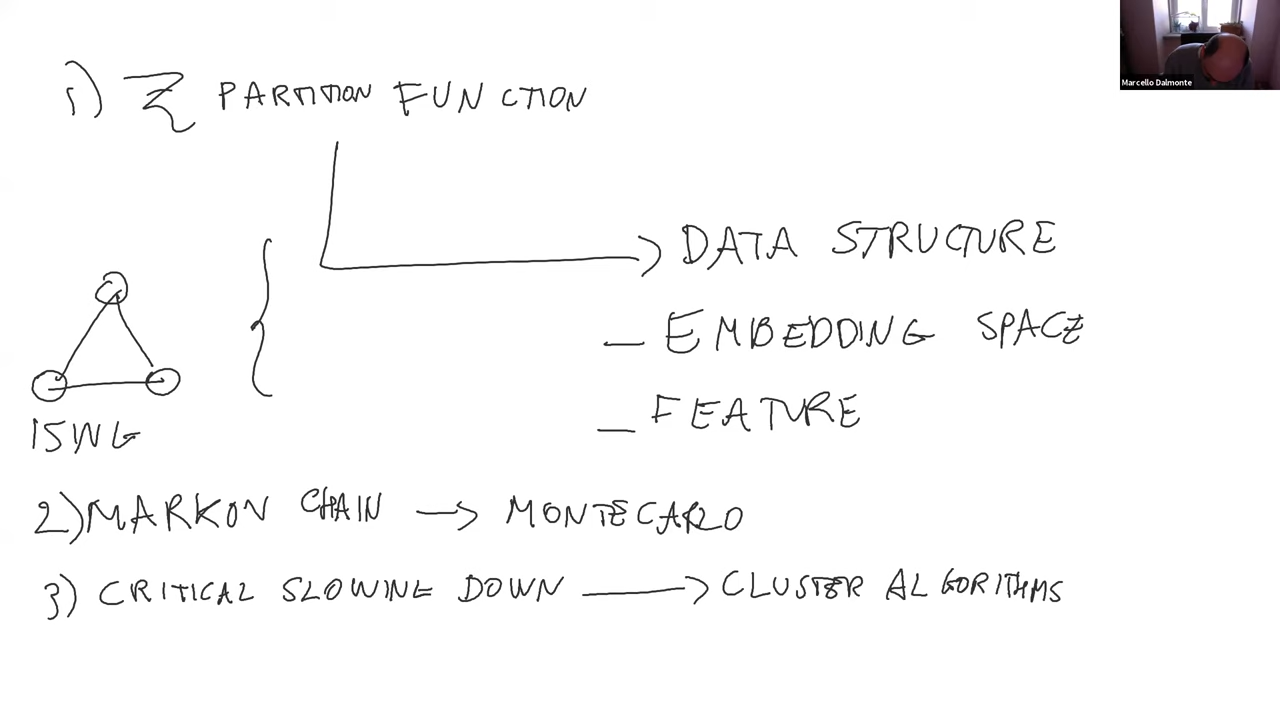 1) Z PARTITION FUNCTION
Marcello Dalmonte
DATA STRUCTURE
_ EMBEDDING SPACE
_ FEATURE
ISING
2) MARKOV CHAIN → MONTECARLO
3) CRITICAL SLOWING DOWN → CLUSTER ALGORITHMS